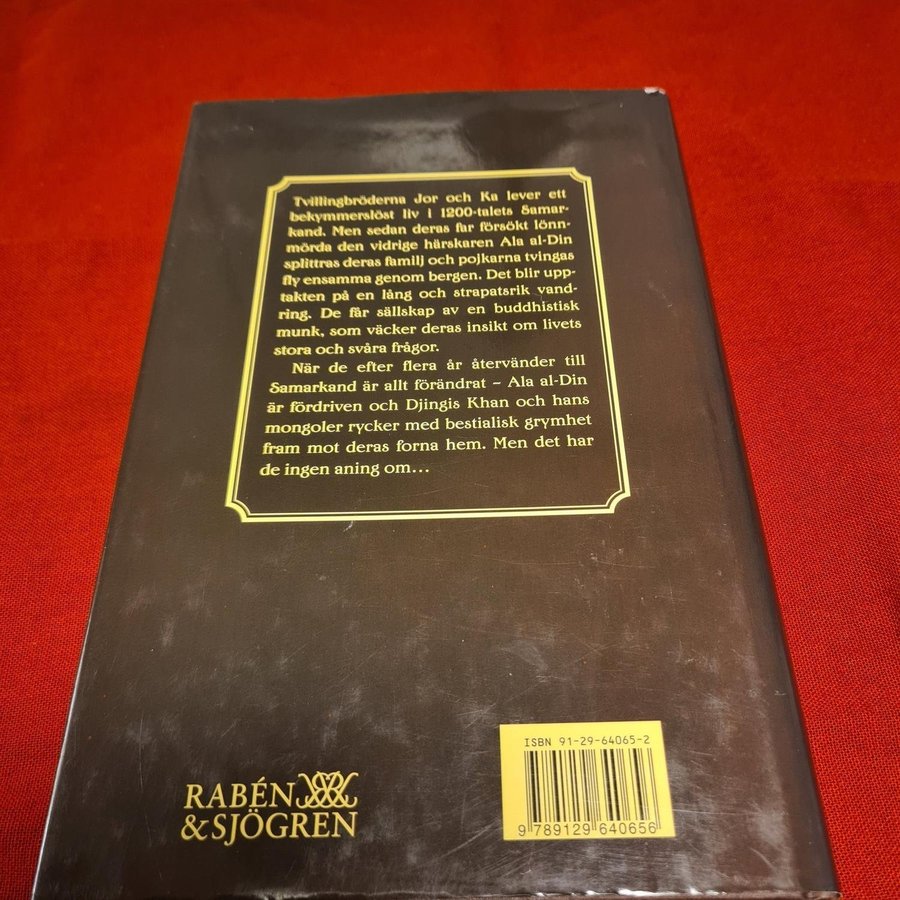 Tvillingbröderna Jor och Ka lever ett
bekymmerslöst liv i 1200-talets Samar-
kand. Men sedan deras far försökt lönn-
mörda den vidrige härskaren Ala al-Din
splittras deras familj och pojkarna tvingas
fly ensamma genom bergen. Det blir upp-
takten på en lång och strapatsrik vand-
ring. De får sällskap av en buddhistisk
munk, som väcker deras insikt om livets
stora och svåra frågor.
När de efter flera år återvänder till
Samarkand är allt förändrat – Ala al-Din
är fördriven och Djingis Khan och hans
mongoler rycker med bestialisk grymhet
fram mot deras forna hem. Men det har
de ingen aning om...
ISBN 91-29-64065-2
9 789129 640656
RABÉN
&SJÖGREN